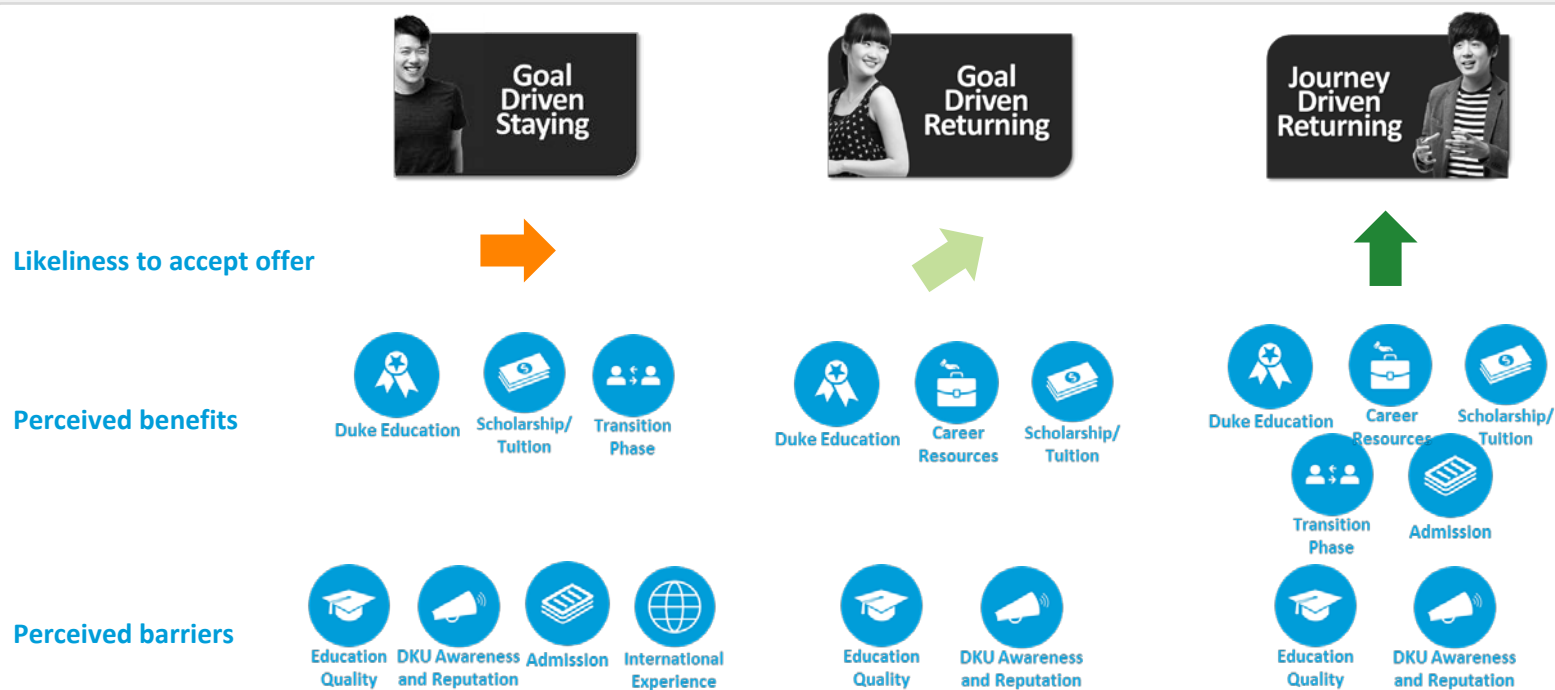 Goal
Driven
Staying
Goal
Driven
Returning
Journey
Driven
Returning
Likeliness to accept offer
Perceived benefits
Duke Education
Scholarship/
Tuition
Transition
Phase
Duke Education
Career
Resources
Scholarship/
Tuition
Duke Education
Career
Resources
Scholarship/
Tuition
Transition
Phase
Admission
Perceived barriers
Education
Quality
DKU Awareness
and Reputation
Admission
International
Experience
Education
Quality
DKU Awareness
and Reputation
Education
Quality
DKU Awareness
and Reputation